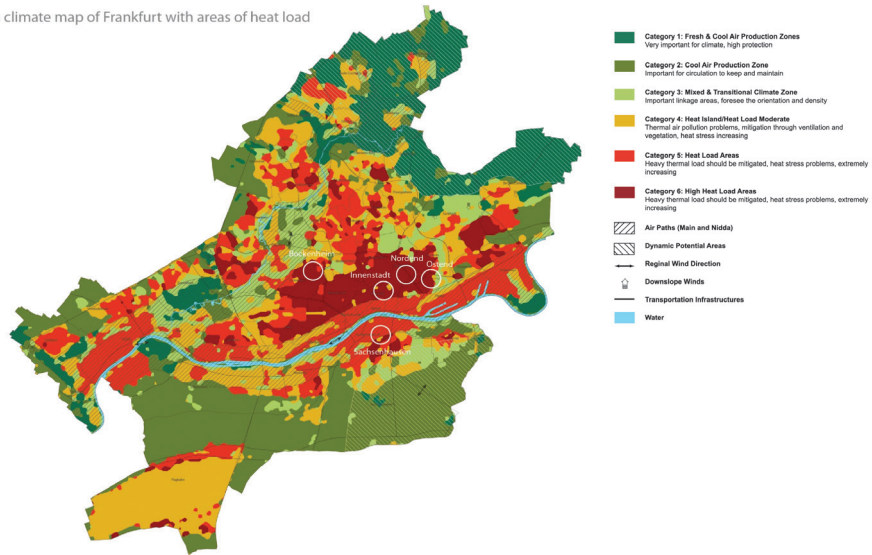 climate map of Frankfurt with areas of heat load
Bockenheim
Nordend
Ostend
Innenstadt
Sachsenhausen
Category 1: Fresh & Cool Air Production Zones
Very important for climate, high protection
Category 2: Cool Air Production Zone
Important for circulation to keep and maintain
Category 3: Mixed & Transitional Climate Zone
Important linkage areas, foresee the orientation and density
Category 4: Heat Island/Heat Load Moderate
Thermal air pollution problems, mitigation through ventilation and
vegetation, heat stress increasing
Category 5: Heat Load Areas
Heavy thermal load should be mitigated, heat stress problems, extremely
increasing
Category 6: High Heat Load Areas
Heavy thermal load should be mitigated, heat stress problems, extremely
increasing
Air Paths (Main and Nidda)
Dynamic Potential Areas
Reginal Wind Direction
Downslope Winds
Transportation Infrastructures
Water